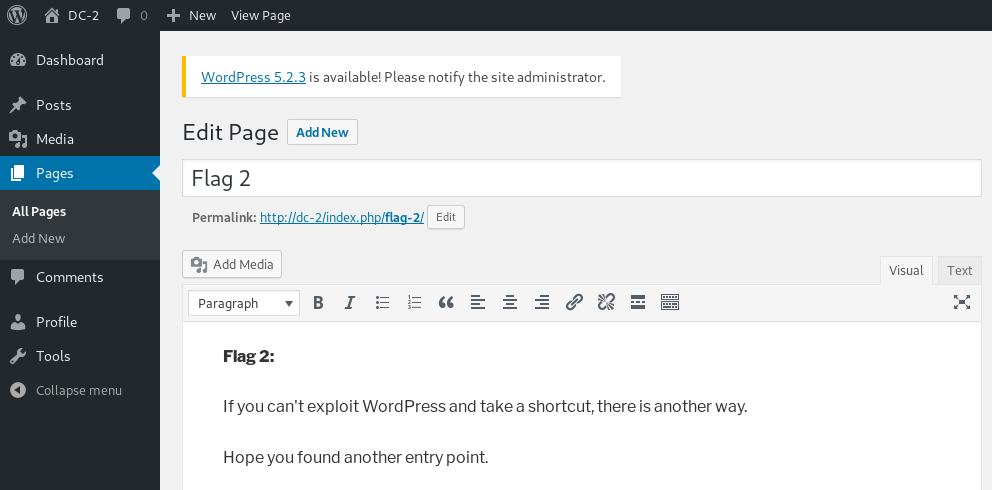 DC-2 0 New View Page
Dashboard
Posts
Media
Pages
All Pages
Add New
Comments
Profile
Tools
Collapse menu
WordPress 5.2.3 is available! Please notify the site administrator.
Edit Page Add New
Flag 2
Permalink: http://dc-2/index.php/flag-2/ Edit
Add Media
Visual Text
Paragraph
Flag 2:
If you can't exploit WordPress and take a shortcut, there is another way.
Hope you found another entry point.